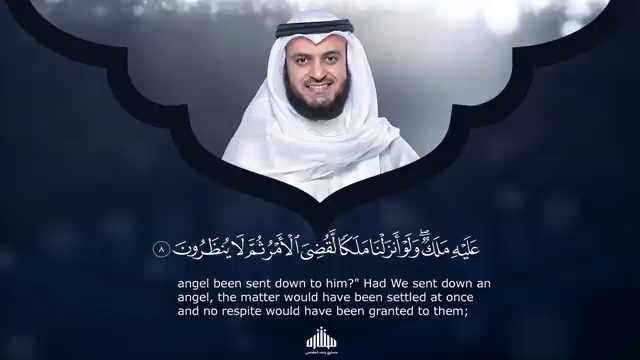 عَلَيْهِ مَلَكٌ ۖ وَلَوْ أَنزَلْنَا مَلَكًا لَّقُضِىَ ٱلْأَمْرُ ثُمَّ لَا يُنظَرُونَ ٨
angel been sent down to him?" Had We sent down an
angel, the matter would have been settled at once
and no respite would have been granted to them;